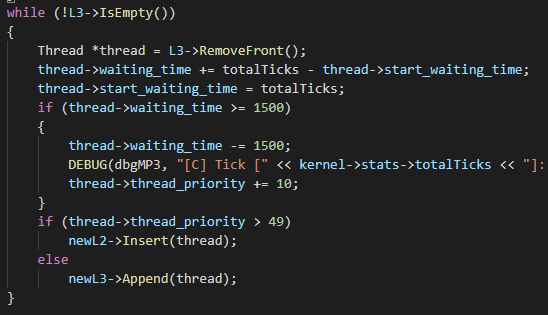 while (!L3->IsEmpty())
{
    Thread *thread = L3->RemoveFront();
    thread->waiting_time += totalTicks - thread->start_waiting_time;
    thread->start_waiting_time = totalTicks;
    if (thread->waiting_time >= 1500)
    {
        thread->waiting_time -= 1500;
        DEBUG(dbgMP3, "[C] Tick [" << kernel->stats->totalTicks << "]:
        thread->thread_priority += 10;
    }
    if (thread->thread_priority > 49)
        newL2->Insert(thread);
    else
        newL3->Append(thread);
}